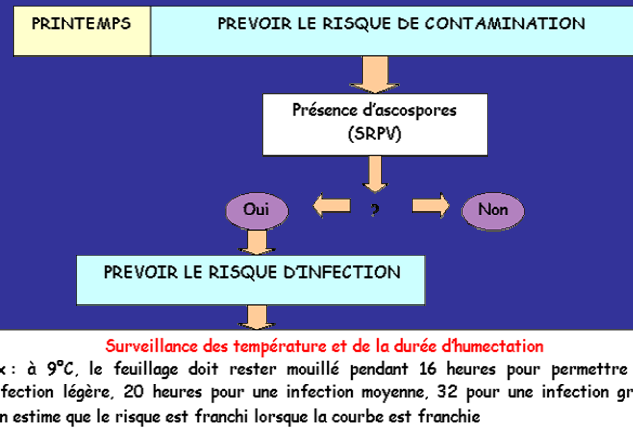 PRINTEMPS PREVOIR LE RISQUE DE CONTAMINATION
Présence d'ascospores
(SRPV)
?
Oui Non
PREVOIR LE RISQUE D'INFECTION
Surveillance des température et de la durée d'humectation
x : à 9°C, le feuillage doit rester mouillé pendant 16 heures pour permettre
fection légère, 20 heures pour une infection moyenne, 32 pour une infection gr
n estime que le risque est franchi lorsque la courbe est franchie